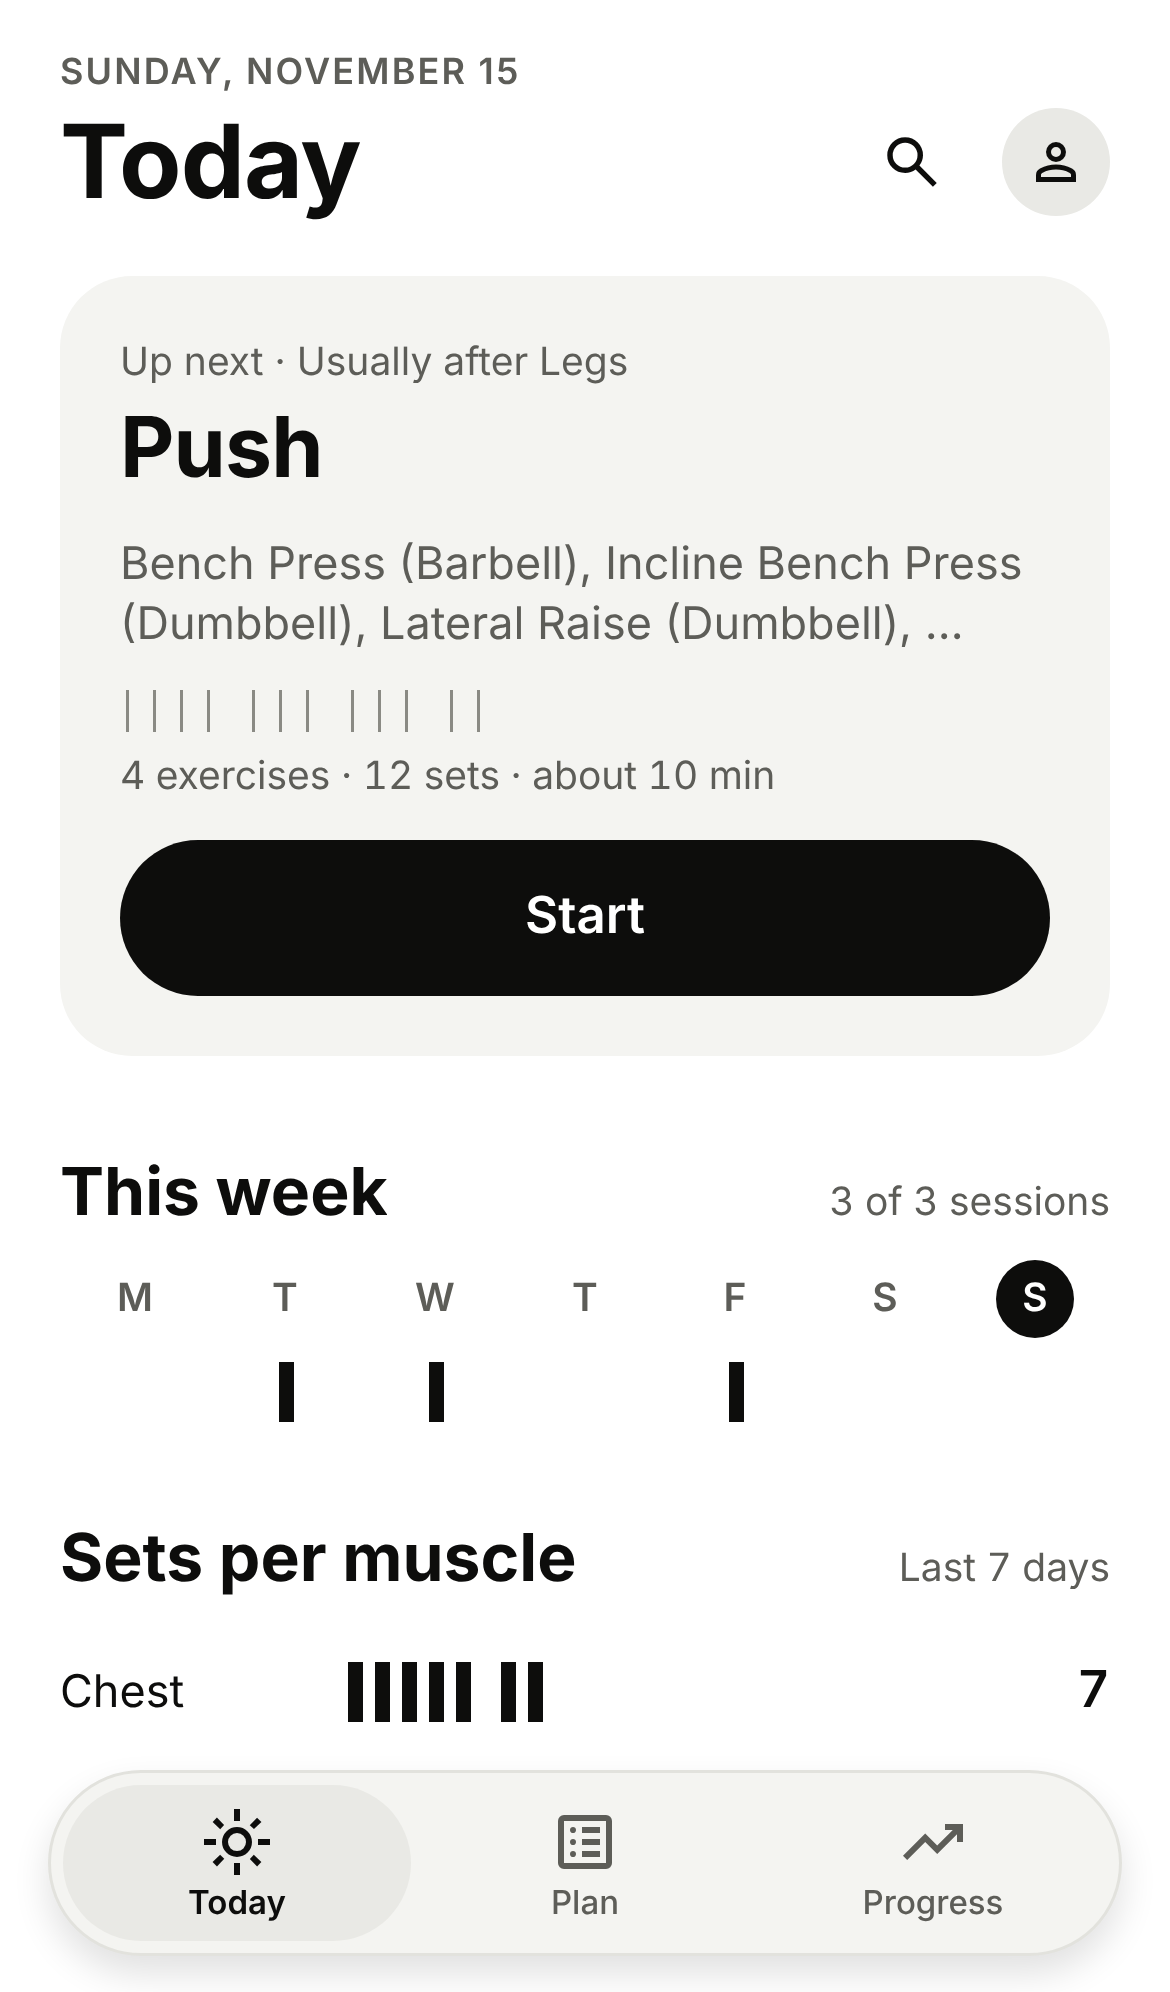 SUNDAY, NOVEMBER 15
Today
Up next · Usually after Legs
Push
Bench Press (Barbell), Incline Bench Press
(Dumbbell), Lateral Raise (Dumbbell), ...
4 exercises · 12 sets · about 10 min
Start
This week
3 of 3 sessions
M T W T F S S
Sets per muscle
Last 7 days
Chest 7
Today
Plan
Progress